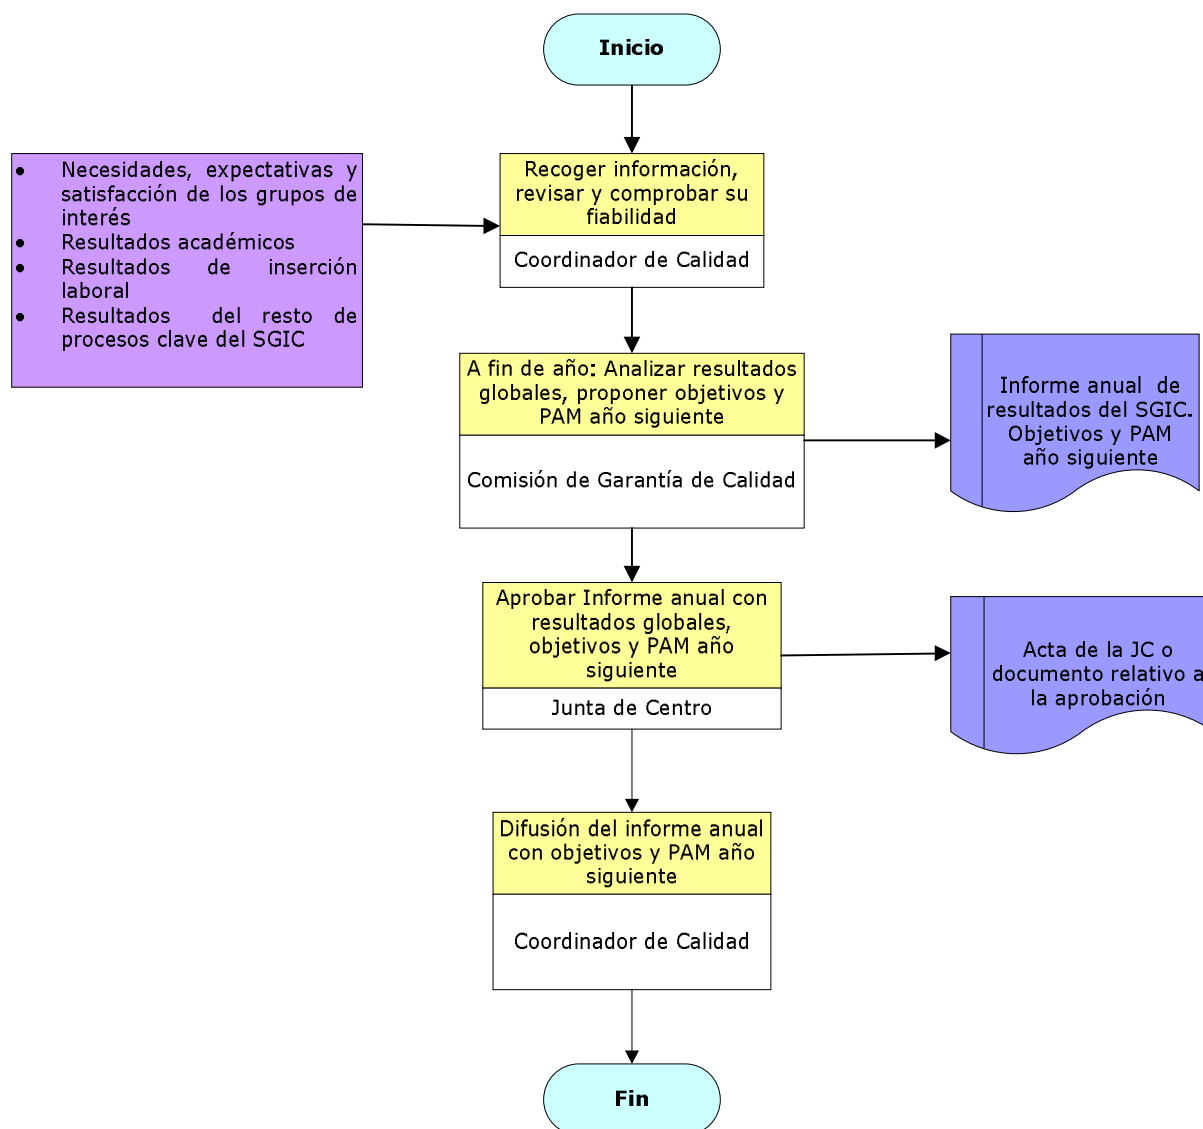 Inicio
• Necesidades, expectativas y
satisfacción de los grupos de
interés
• Resultados académicos
• Resultados de inserción
laboral
• Resultados del resto de
procesos clave del SGIC
Recoger información,
revisar y comprobar su
fiabilidad
Coordinador de Calidad
A fin de año: Analizar resultados
globales, proponer objetivos y
PAM año siguiente
Comisión de Garantía de Calidad
Informe anual de
resultados del SGIC.
Objetivos y PAM
año siguiente
Aprobar Informe anual con
resultados globales,
objetivos y PAM año
siguiente
Junta de Centro
Acta de la JC o
documento relativo a
la aprobación
Difusión del informe anual
con objetivos y PAM año
siguiente
Coordinador de Calidad
Fin